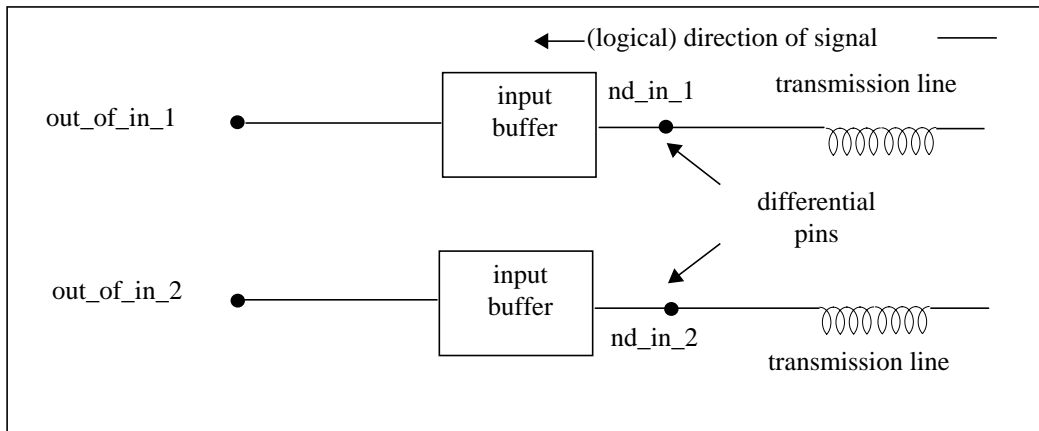 (logical) direction of signal
transmission line
nd_in_1
input
buffer
out_of_in_1
differential
pins
input
buffer
out_of_in_2
nd_in_2
transmission line